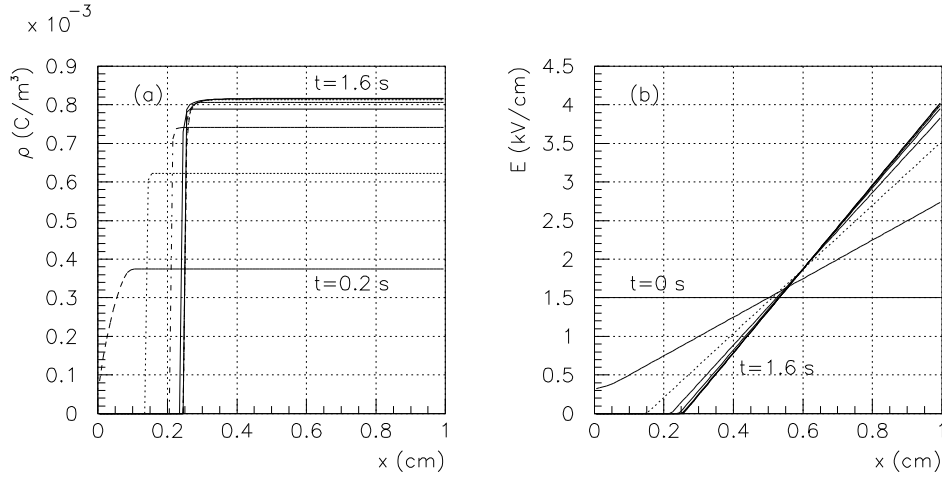 x 10⁻³
ρ (C/m³)
0.9
0.8
0.7
0.6
0.5
0.4
0.3
0.2
0.1
0
(a)
t=1.6 s
t=0.2 s
0 0.2 0.4 0.6 0.8 1
x (cm)
E (kV/cm)
4.5
4
3.5
3
2.5
2
1.5
1
0.5
0
(b)
t=0 s
t=1.6 s
0 0.2 0.4 0.6 0.8 1
x (cm)